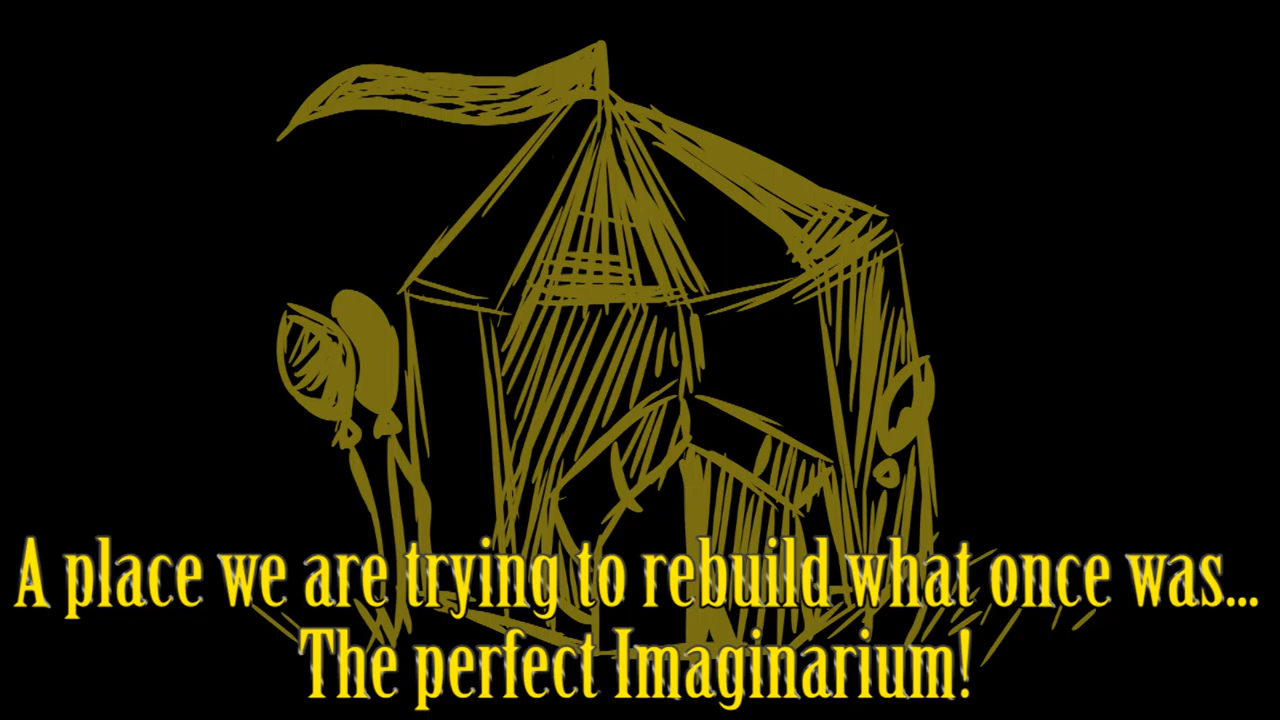 A place we are trying to rebuild what once was...
The perfect Imaginarium!